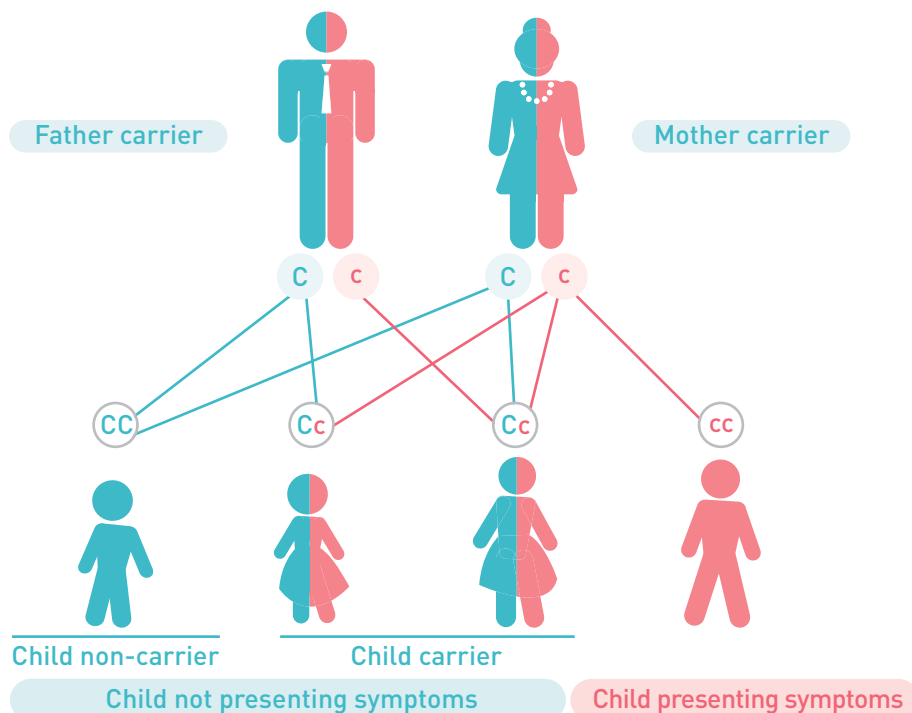 Father carrier
Mother carrier
C c C c
CC Cc Cc cc
Child non-carrier
Child carrier
Child not presenting symptoms
Child presenting symptoms